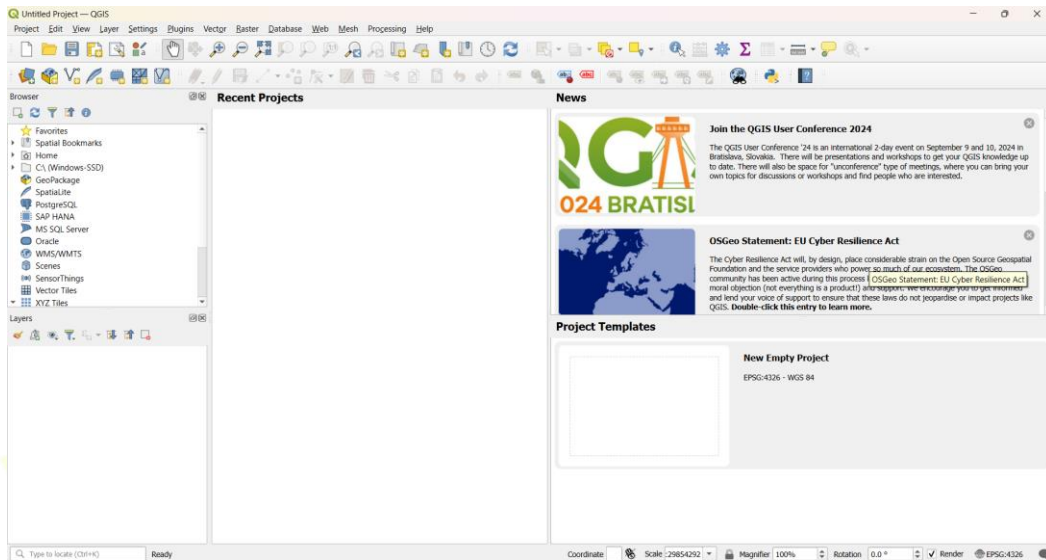 Untitled Project — QGIS
Project Edit View Layer Settings Plugins Vector Raster Database Web Mesh Processing Help
Browser
Favorites
Spatial Bookmarks
Home
C:\ (Windows-SSD)
GeoPackage
SpatiaLite
PostgreSQL
SAP HANA
MS SQL Server
Oracle
WMS/WMTS
Scenes
SensorThings
Vector Tiles
XYZ Tiles
Layers
Recent Projects
News
QG
024 BRATISL
Join the QGIS User Conference 2024
The QGIS User Conference '24 is an international 2-day event on September 9 and 10, 2024 in
Bratislava, Slovakia. There will be presentations and workshops to get your QGIS knowledge up
to date. There will also be space for "unconference" type of meetings, where you can bring your
own topics for discussions or workshops and find people who are interested.
OSGeo Statement: EU Cyber Resilience Act
The Cyber Resilience Act will, by design, place considerable strain on the Open Source Geospatial
Foundation and the service providers who power so much of our ecosystem. The OSGeo
community has been active during this process
OSGeo Statement: EU Cyber Resilience Act
moral objection (not everything is a product!) and support. We encourage you to get informed
and lend your voice of support to ensure that these laws do not jeopardise or impact projects like
QGIS. Double-click this entry to learn more.
Project Templates
New Empty Project
EPSG:4326 - WGS 84
Type to locate (Ctrl+K) Ready Coordinate Scale :29854292 Magnifier 100% Rotation 0.0 ° Render EPSG:4326